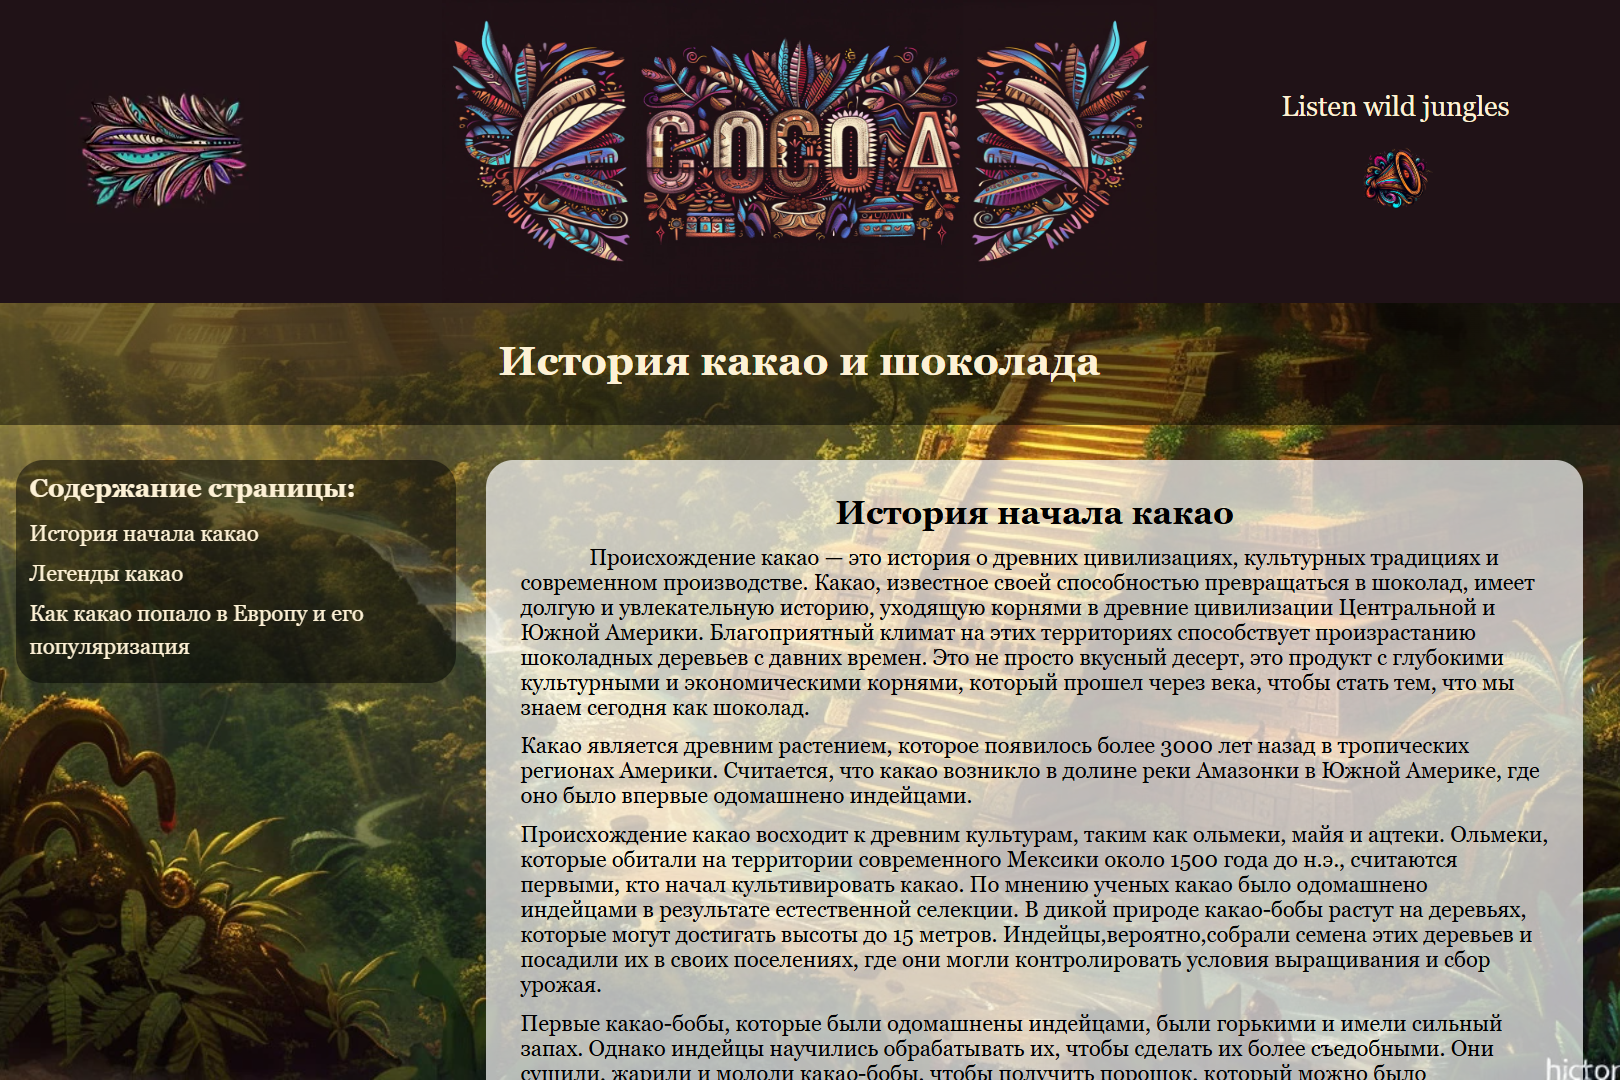 COCOA
Listen wild jungles
История какао и шоколада
Содержание страницы:
История начала какао
Легенды какао
Как какао попало в Европу и его
популяризация
История начала какао
Происхождение какао — это история о древних цивилизациях, культурных традициях и
современном производстве. Какао, известное своей способностью превращаться в шоколад, имеет
долгую и увлекательную историю, уходящую корнями в древние цивилизации Центральной и
Южной Америки. Благоприятный климат на этих территориях способствует произрастанию
шоколадных деревьев с давних времен. Это не просто вкусный десерт, это продукт с глубокими
культурными и экономическими корнями, который прошел через века, чтобы стать тем, что мы
знаем сегодня как шоколад.
Какао является древним растением, которое появилось более 3000 лет назад в тропических
регионах Америки. Считается, что какао возникло в долине реки Амазонки в Южной Америке, где
оно было впервые одомашнено индейцами.
Происхождение какао восходит к древним культурам, таким как ольмеки, майя и ацтеки. Ольмеки,
которые обитали на территории современного Мексики около 1500 года до н.э., считаются
первыми, кто начал культивировать какао. По мнению ученых какао было одомашнено
индейцами в результате естественной селекции. В дикой природе какао-бобы растут на деревьях,
которые могут достигать высоты до 15 метров. Индейцы,вероятно,собрали семена этих деревьев и
посадили их в своих поселениях, где они могли контролировать условия выращивания и сбор
урожая.
Первые какао-бобы, которые были одомашнены индейцами, были горькими и имели сильный
запах. Однако индейцы научились обрабатывать их, чтобы сделать их более съедобными. Они
сушили, жарили и мололи какао-бобы, чтобы получить порошок, который можно было